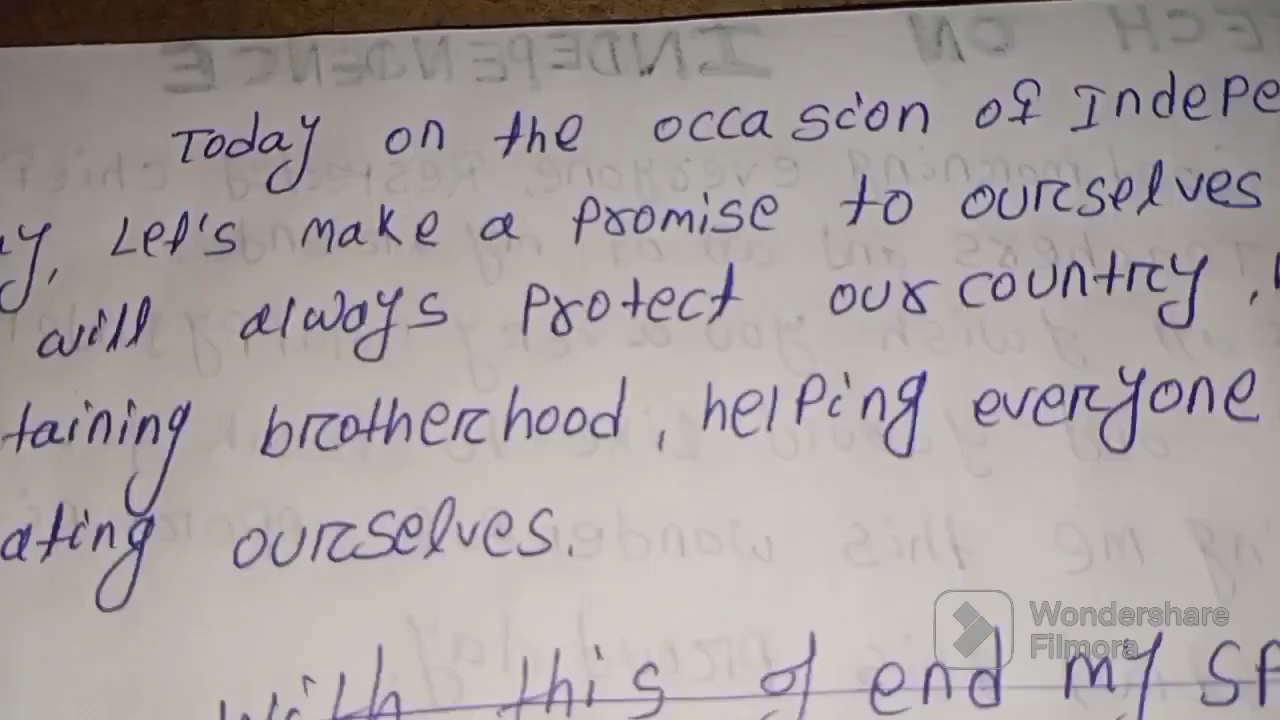 Today on the occascion of Indepe
y, Let's make a promise to ourselves
will always protect our country,
taining brotherhood, helping everyone
ating ourselves.
With this I end my sp
Wondershare
Filmora